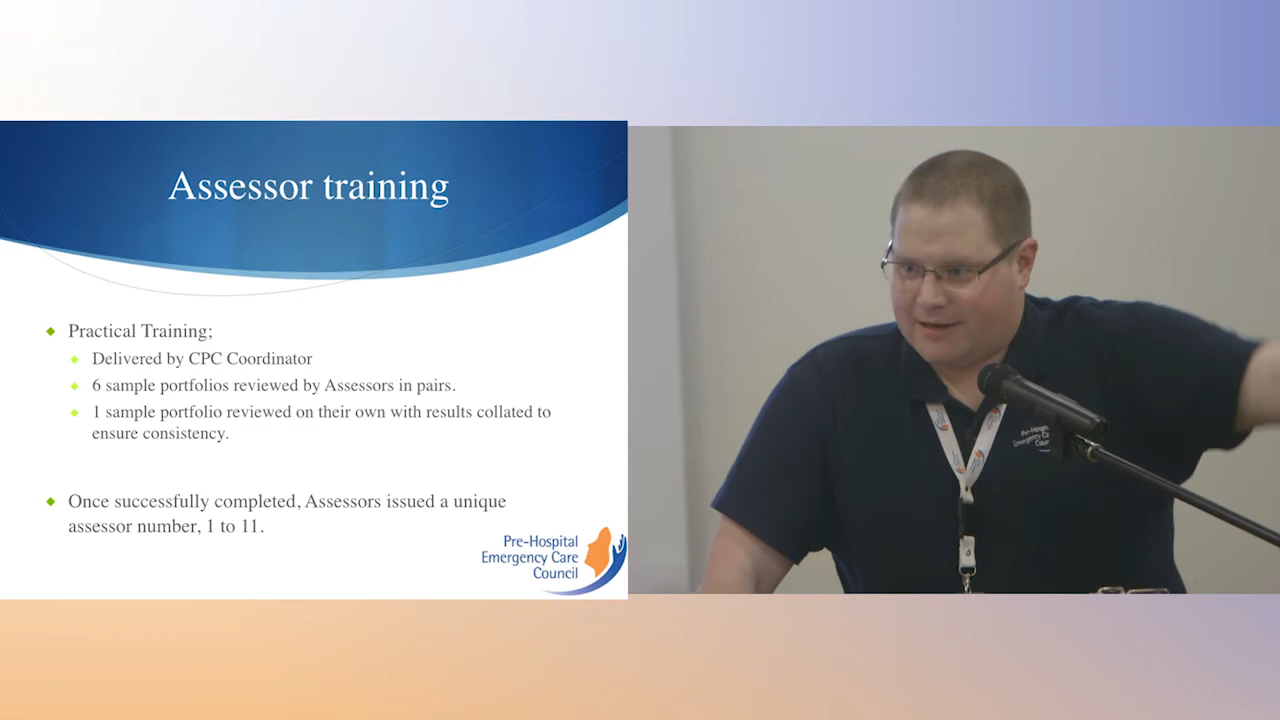 Assessor training
Practical Training;
Delivered by CPC Coordinator
6 sample portfolios reviewed by Assessors in pairs.
1 sample portfolio reviewed on their own with results collated to
ensure consistency.
Once successfully completed, Assessors issued a unique
assessor number, 1 to 11.
Pre-Hospital
Emergency Care
Council
Emergency